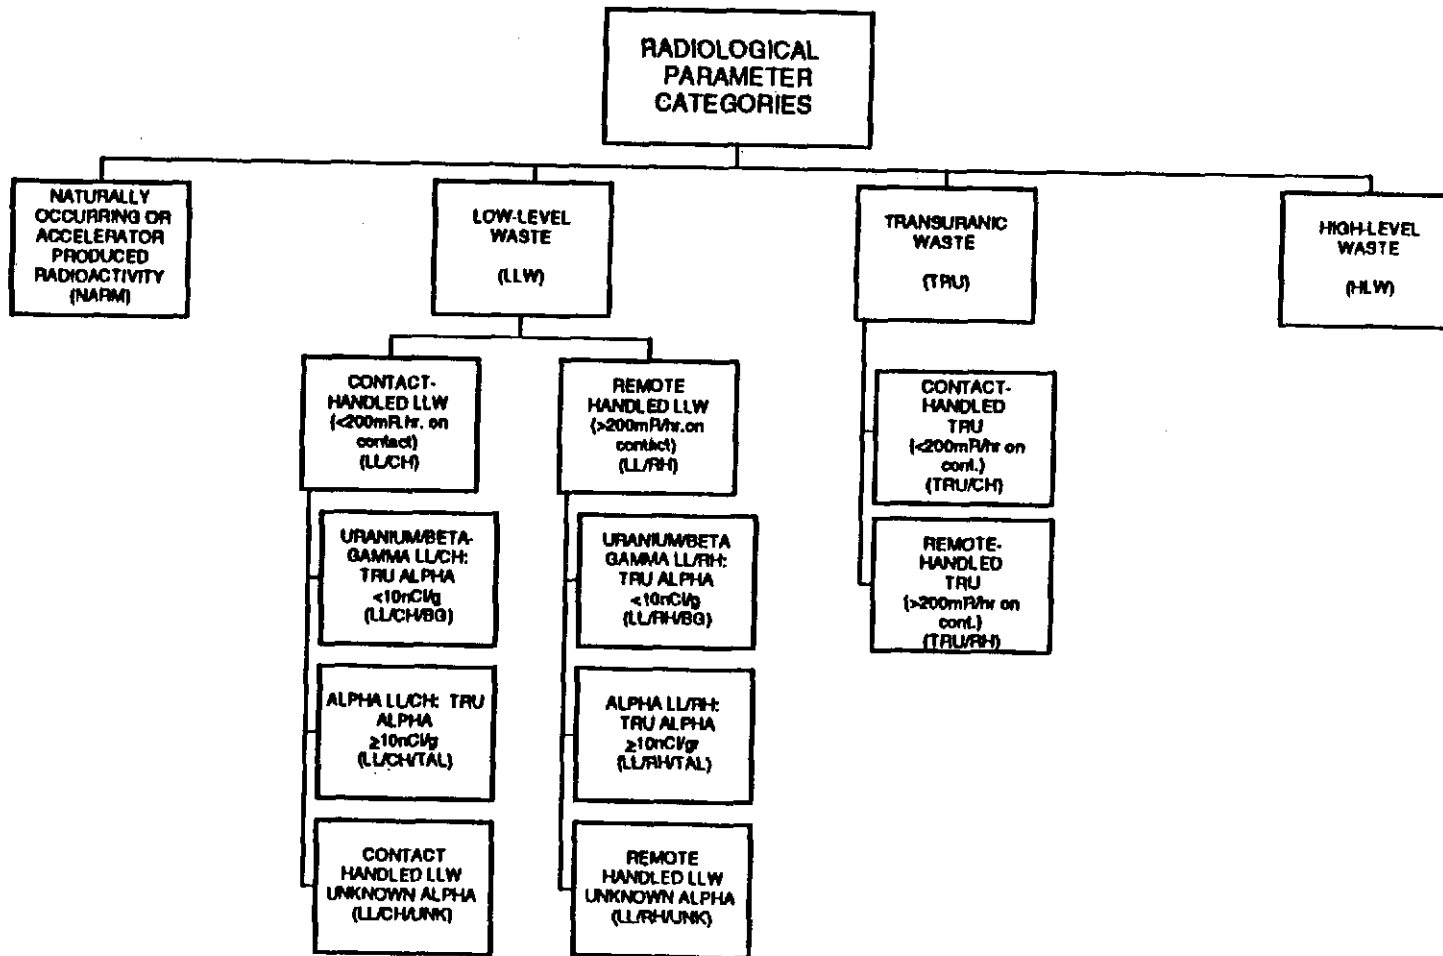 RADIOLOGICAL
PARAMETER
CATEGORIES
NATURALLY
OCCURRING OR
ACCELERATOR
PRODUCED
RADIOACTIVITY
(NARM)
LOW-LEVEL
WASTE
(LLW)
TRANSURANIC
WASTE
(TRU)
HIGH-LEVEL
WASTE
(HLW)
CONTACT-
HANDLED LLW
(<200mR.hr. on
contact)
(LL/CH)
REMOTE
HANDLED LLW
(>200mR/hr.on
contact)
(LL/RH)
CONTACT-
HANDLED
TRU
(<200mR/hr on
cont.)
(TRU/CH)
URANIUM/BETA-
GAMMA LL/CH:
TRU ALPHA
<10nCi/g
(LL/CH/BG)
URANIUM/BETA
GAMMA LL/RH:
TRU ALPHA
<10nCi/g
(LL/RH/BG)
REMOTE-
HANDLED
TRU
(>200mR/hr on
cont.)
(TRU/RH)
ALPHA LL/CH: TRU
ALPHA
≥10nCi/g
(LL/CH/TAL)
ALPHA LL/RH:
TRU ALPHA
≥10nCi/gr
(LL/RH/TAL)
CONTACT
HANDLED LLW
UNKNOWN ALPHA
(LL/CH/UNK)
REMOTE
HANDLED LLW
UNKNOWN ALPHA
(LL/RH/UNK)